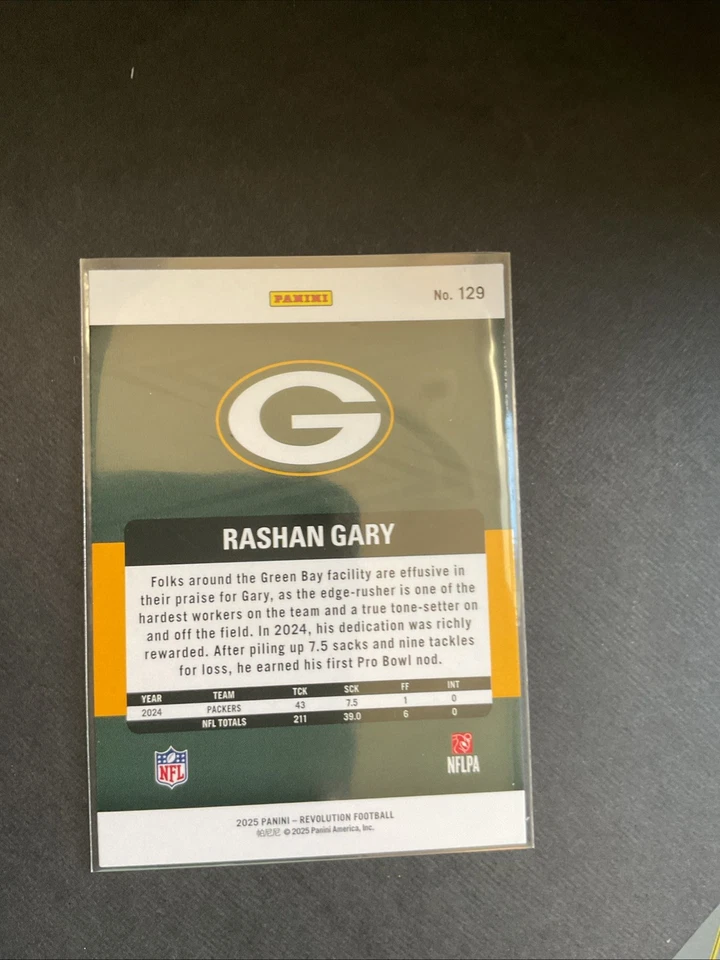 PANINI
No. 129
G
RASHAN GARY
Folks around the Green Bay facility are effusive in
their praise for Gary, as the edge-rusher is one of the
hardest workers on the team and a true tone-setter on
and off the field. In 2024, his dedication was richly
rewarded. After piling up 7.5 sacks and nine tackles
for loss, he earned his first Pro Bowl nod.
YEAR TEAM TCK SCK FF INT
2024 PACKERS 43 7.5 1 0
NFL TOTALS 211 39.0 6 0
NFL
NFLPA
2025 PANINI – REVOLUTION FOOTBALL
帕尼尼 © 2025 Panini America, Inc.